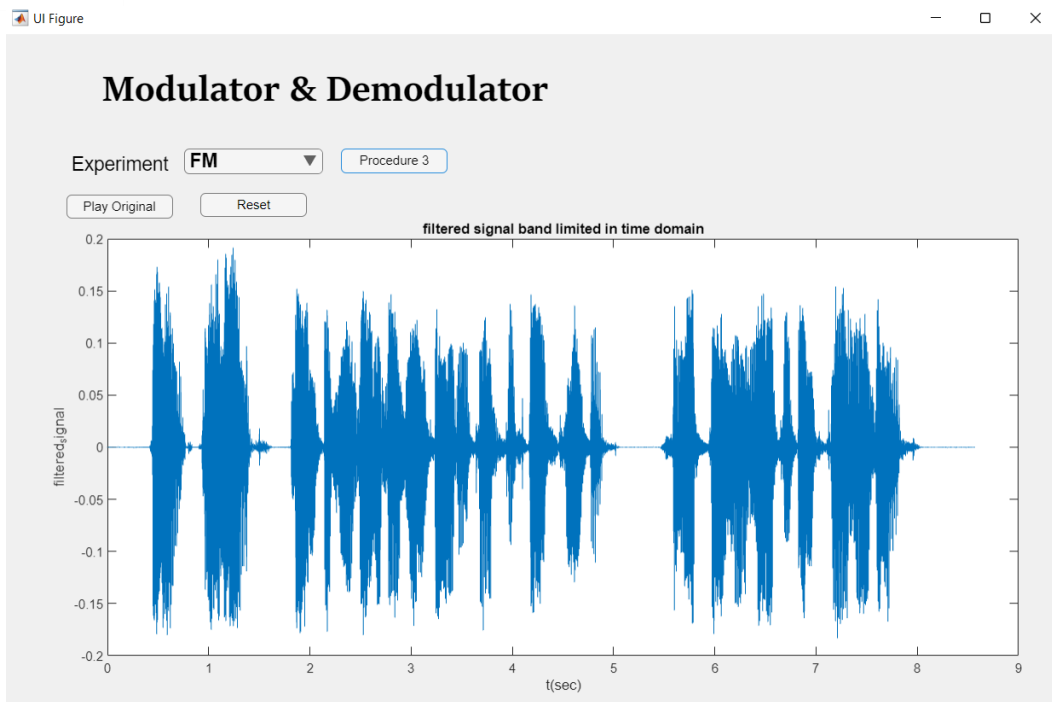 UI Figure
Modulator & Demodulator
Experiment FM Procedure 3
Play Original Reset
filtered signal band limited in time domain
0.2
0.15
0.1
0.05
0
-0.05
-0.1
-0.15
-0.2
filteredsignal
0 1 2 3 4 5 6 7 8 9
t(sec)